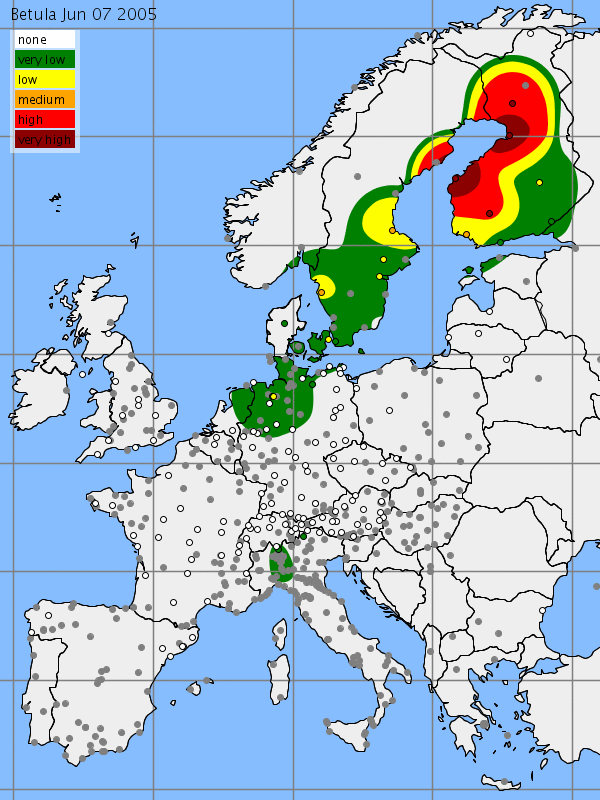 Betula Jun 07 2005
none
very low
low
medium
high
very high